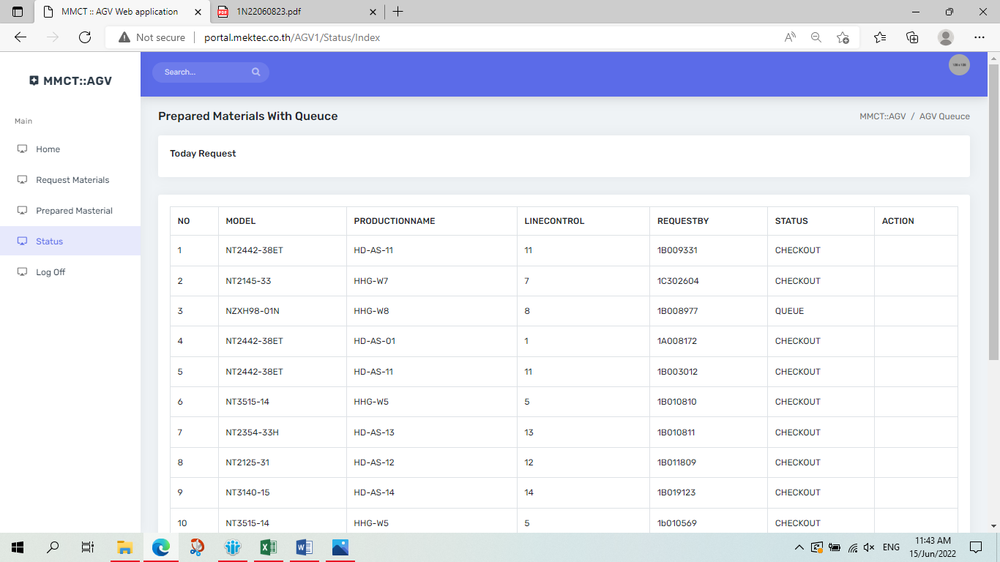 MMCT :: AGV Web application
1N22060823.pdf
Not secure
portal.mektec.co.th/AGV1/Status/Index
MMCT::AGV
Search...
Main
Home
Request Materials
Prepared Masterial
Status
Log Off
Prepared Materials With Queuce
MMCT::AGV / AGV Queuce
Today Request
NO MODEL PRODUCTIONNAME LINECONTROL REQUESTBY STATUS ACTION
1 NT2442-38ET HD-AS-11 11 1B009331 CHECKOUT
2 NT2145-33 HHG-W7 7 1C302604 CHECKOUT
3 NZXH98-01N HHG-W8 8 1B008977 QUEUE
4 NT2442-38ET HD-AS-01 1 1A008172 CHECKOUT
5 NT2442-38ET HD-AS-11 11 1B003012 CHECKOUT
6 NT3515-14 HHG-W5 5 1B010810 CHECKOUT
7 NT2354-33H HD-AS-13 13 1B010811 CHECKOUT
8 NT2125-31 HD-AS-12 12 1B011809 CHECKOUT
9 NT3140-15 HD-AS-14 14 1B019123 CHECKOUT
10 NT3515-14 HHG-W5 5 1b010569 CHECKOUT
ENG
11:43 AM
15/Jun/2022